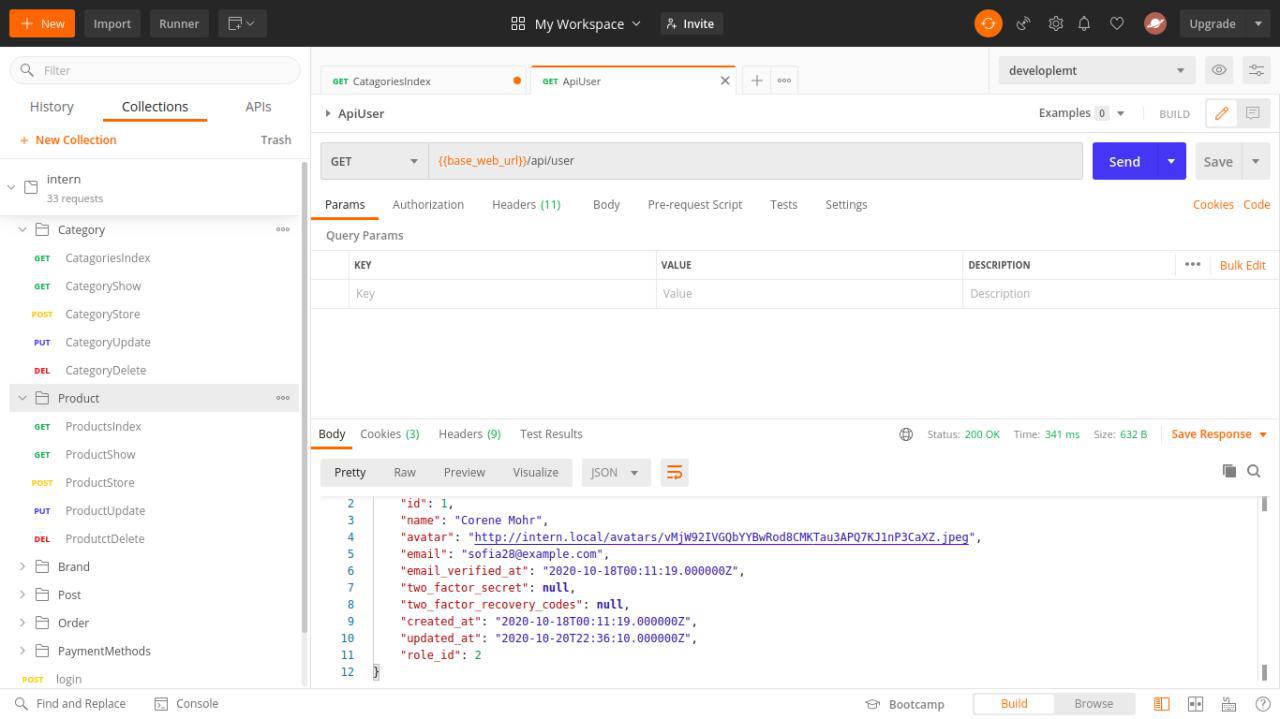 New
Import
Runner
My Workspace
Invite
Upgrade
Filter
History
Collections
APIs
+ New Collection
Trash
intern
33 requests
Category
GET CatagoriesIndex
GET CategoryShow
POST CategoryStore
PUT CategoryUpdate
DEL CategoryDelete
Product
GET ProductsIndex
GET ProductShow
POST ProductStore
PUT ProductUpdate
DEL ProdutctDelete
Brand
Post
Order
PaymentMethods
POST login
GET CatagoriesIndex
GET ApiUser
developlemt
ApiUser
Examples 0
BUILD
GET
{{base_web_url}}/api/user
Send
Save
Params
Authorization
Headers (11)
Body
Pre-request Script
Tests
Settings
Cookies
Code
Query Params
KEY
VALUE
DESCRIPTION
Bulk Edit
Key
Value
Description
Body
Cookies (3)
Headers (9)
Test Results
Status: 200 OK
Time: 341 ms
Size: 632 B
Save Response
Pretty
Raw
Preview
Visualize
JSON
2 "id": 1,
3 "name": "Corene Mohr",
4 "avatar": "http://intern.local/avatars/vMjW92IVGQbYYBwRod8CMKTau3APQ7KJ1nP3CaXZ.jpeg",
5 "email": "sofia28@example.com",
6 "email_verified_at": "2020-10-18T00:11:19.000000Z",
7 "two_factor_secret": null,
8 "two_factor_recovery_codes": null,
9 "created_at": "2020-10-18T00:11:19.000000Z",
10 "updated_at": "2020-10-20T22:36:10.000000Z",
11 "role_id": 2
12 }
Find and Replace
Console
Bootcamp
Build
Browse